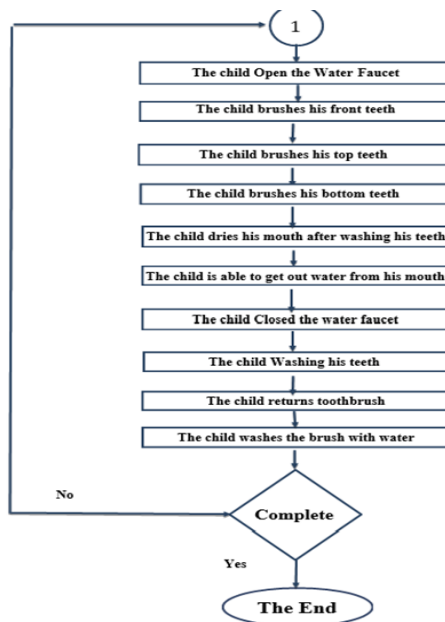 1
The child Open the Water Faucet
The child brushes his front teeth
The child brushes his top teeth
The child brushes his bottom teeth
The child dries his mouth after washing his teeth
The child is able to get out water from his mouth
The child Closed the water faucet
The child Washing his teeth
The child returns toothbrush
The child washes the brush with water
No
Complete
Yes
The End